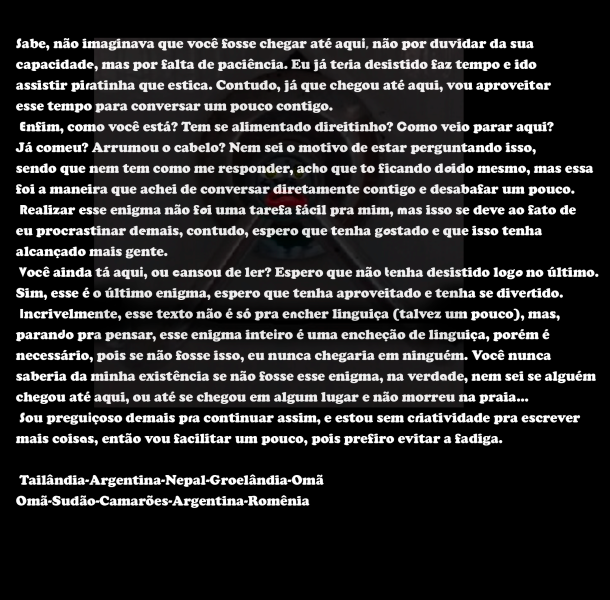 Sabe, não imaginava que você fosse chegar até aqui, não por duvidar da sua
capacidade, mas por falta de paciência. Eu já teria desistido faz tempo e ido
assistir piratinha que estica. Contudo, já que chegou até aqui, vou aproveitar
esse tempo para conversar um pouco contigo.
Enfim, como você está? Tem se alimentado direitinho? Como veio parar aqui?
Já comeu? Arrumou o cabelo? Nem sei o motivo de estar perguntando isso,
sendo que nem tem como me responder, acho que to ficando doido mesmo, mas essa
foi a maneira que achei de conversar diretamente contigo e desabafar um pouco.
Realizar esse enigma não foi uma tarefa fácil pra mim, mas isso se deve ao fato de
eu procrastinar demais, contudo, espero que tenha gostado e que isso tenha
alcançado mais gente.
Você ainda tá aqui, ou cansou de ler? Espero que não tenha desistido logo no último.
Sim, esse é o último enigma, espero que tenha aproveitado e tenha se divertido.
Incrivelmente, esse texto não é só pra encher linguiça (talvez um pouco), mas,
parando pra pensar, esse enigma inteiro é uma encheção de linguiça, porém é
necessário, pois se não fosse isso, eu nunca chegaria em ninguém. Você nunca
saberia da minha existência se não fosse esse enigma, na verdade, nem sei se alguém
chegou até aqui, ou até se chegou em algum lugar e não morreu na praia...
Sou preguiçoso demais pra continuar assim, e estou sem criatividade pra escrever
mais coisas, então vou facilitar um pouco, pois prefiro evitar a fadiga.
Tailândia-Argentina-Nepal-Groelândia-Omã
Omã-Sudão-Camarões-Argentina-Romênia